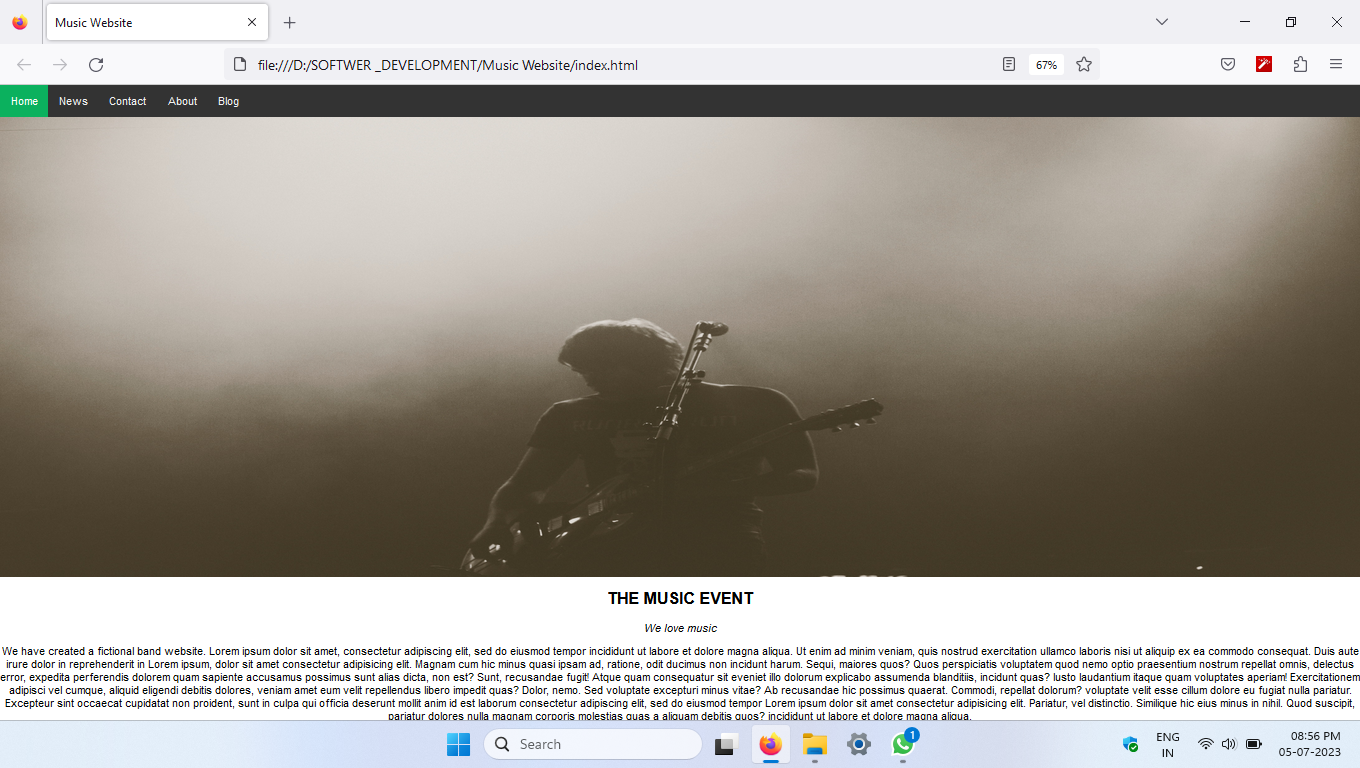 Music Website
file:///D:/SOFTWER _DEVELOPMENT/Music Website/index.html
67%
Home News Contact About Blog
THE MUSIC EVENT
We love music
We have created a fictional band website. Lorem ipsum dolor sit amet, consectetur adipiscing elit, sed do eiusmod tempor incididunt ut labore et dolore magna aliqua. Ut enim ad minim veniam, quis nostrud exercitation ullamco laboris nisi ut aliquip ex ea commodo consequat. Duis aute
irure dolor in reprehenderit in Lorem ipsum, dolor sit amet consectetur adipisicing elit. Magnam cum hic minus quasi ipsam ad, ratione, odit ducimus non incidunt harum. Sequi, maiores quos? Quos perspiciatis voluptatem quod nemo optio praesentium nostrum repellat omnis, delectus
error, expedita perferendis dolorem quam sapiente accusamus possimus sunt alias dicta, non est? Sunt, recusandae fugit! Atque quam consequatur sit eveniet illo dolorum explicabo assumenda blanditiis, incidunt quas? Iusto laudantium itaque quam voluptates aperiam! Exercitationem
adipisci vel cumque, aliquid eligendi debitis dolores, veniam amet eum velit repellendus libero impedit quas? Dolor, nemo. Sed voluptate excepturi minus vitae? Ab recusandae hic possimus quaerat. Commodi, repellat dolorum? voluptate velit esse cillum dolore eu fugiat nulla pariatur.
Excepteur sint occaecat cupidatat non proident, sunt in culpa qui officia deserunt mollit anim id est laborum consectetur adipiscing elit, sed do eiusmod tempor Lorem ipsum dolor sit amet consectetur adipisicing elit. Pariatur, vel distinctio. Similique hic eius minus in nihil. Quod suscipit,
pariatur dolores nulla magnam corporis molestias quas a aliquam debitis quos? incididunt ut labore et dolore magna aliqua.
Search
1
ENG
IN
08:56 PM
05-07-2023